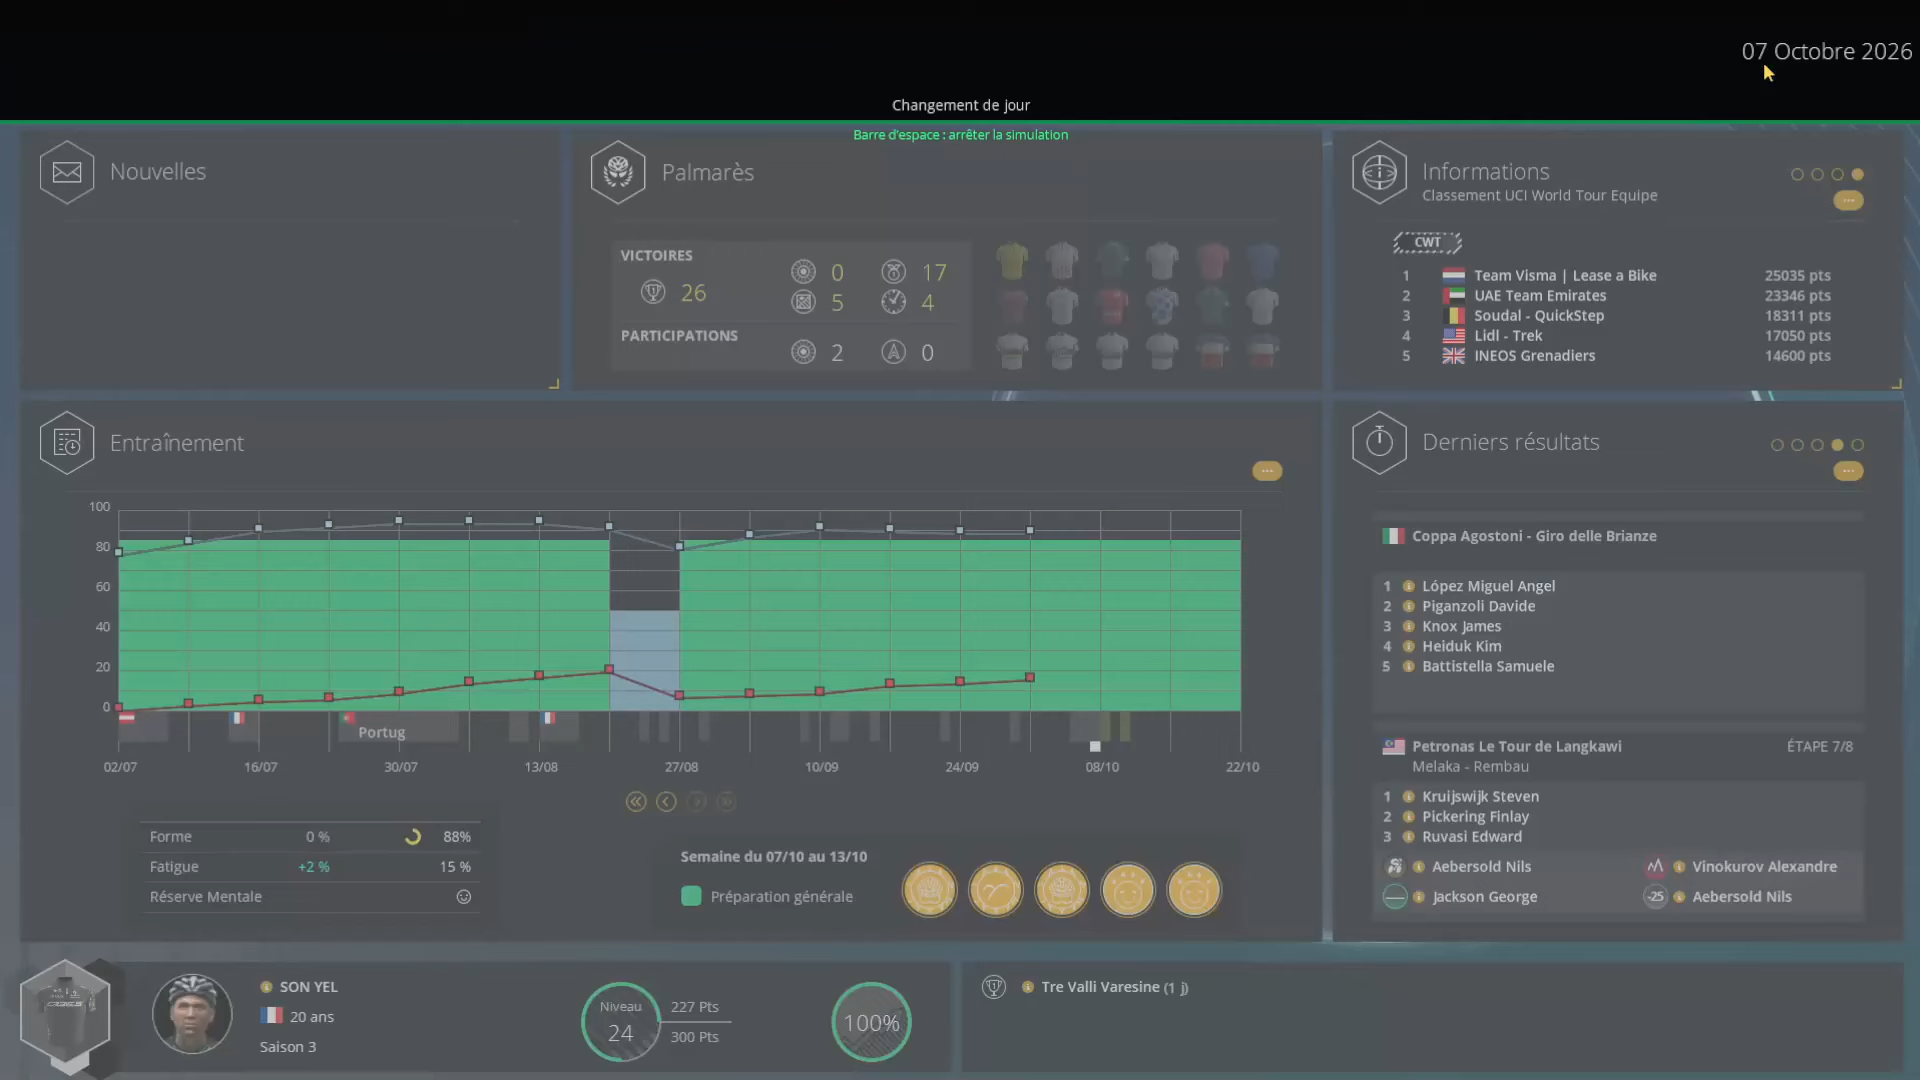 07 Octobre 2026
Changement de jour
Barre d'espace : arrêter la simulation
Nouvelles
Palmarès
VICTOIRES
26
0
17
5
4
PARTICIPATIONS
2
0
Informations
Classement UCI World Tour Equipe
CWT
1 Team Visma | Lease a Bike 25035 pts
2 UAE Team Emirates 23346 pts
3 Soudal - QuickStep 18311 pts
4 Lidl - Trek 17050 pts
5 INEOS Grenadiers 14600 pts
Entraînement
100
80
60
40
20
0
Portug
02/07 16/07 30/07 13/08 27/08 10/09 24/09 08/10 22/10
Forme 0 % 88%
Fatigue +2 % 15 %
Réserve Mentale
Semaine du 07/10 au 13/10
Préparation générale
Derniers résultats
Coppa Agostoni - Giro delle Brianze
1 López Miguel Angel
2 Piganzoli Davide
3 Knox James
4 Heiduk Kim
5 Battistella Samuele
Petronas Le Tour de Langkawi ÉTAPE 7/8
Melaka - Rembau
1 Kruijswijk Steven
2 Pickering Finlay
3 Ruvasi Edward
Aebersold Nils Vinokurov Alexandre
Jackson George -25 Aebersold Nils
SON YEL
20 ans
Saison 3
Niveau
24
227 Pts
300 Pts
100%
Tre Valli Varesine (1 j)